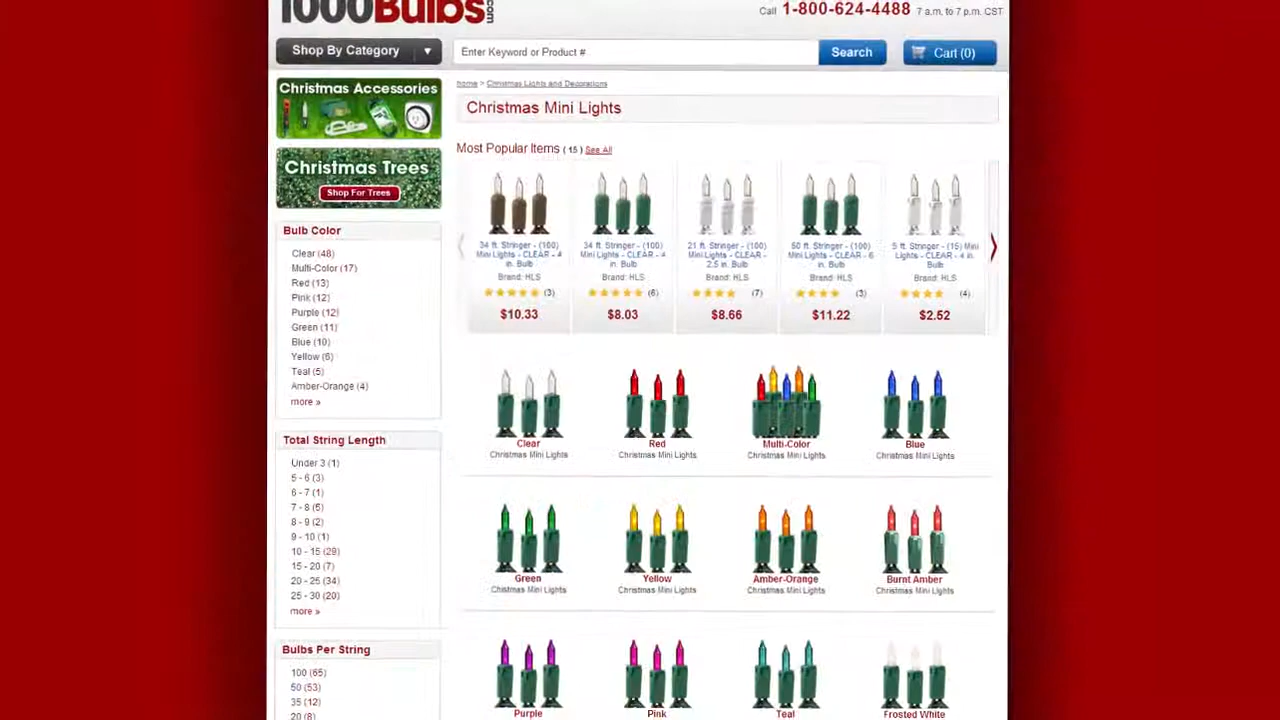 1000Bulbs.com
Call 1-800-624-4488 7 a.m. to 7 p.m. CST
Shop By Category ▼
Enter Keyword or Product #
Search
Cart (0)
Christmas Accessories
Christmas Trees
Shop For Trees
home > Christmas Lights and Decorations
Christmas Mini Lights
Most Popular Items ( 15 ) See All
34 ft. Stringer - (100)
Mini Lights - CLEAR - 4
in. Bulb
Brand: HLS
(3)
$10.33
34 ft. Stringer - (100)
Mini Lights - CLEAR - 4
in. Bulb
Brand: HLS
(6)
$8.03
21 ft. Stringer - (100)
Mini Lights - CLEAR -
2.5 in. Bulb
Brand: HLS
(7)
$8.66
50 ft. Stringer - (100)
Mini Lights - CLEAR - 6
in. Bulb
Brand: HLS
(3)
$11.22
5 ft. Stringer - (15) Mini
Lights - CLEAR - 4 in.
Bulb
Brand: HLS
(4)
$2.52
Bulb Color
Clear (48)
Multi-Color (17)
Red (13)
Pink (12)
Purple (12)
Green (11)
Blue (10)
Yellow (6)
Teal (5)
Amber-Orange (4)
more »
Total String Length
Under 3 (1)
5 - 6 (3)
6 - 7 (1)
7 - 8 (5)
8 - 9 (2)
9 - 10 (1)
10 - 15 (29)
15 - 20 (7)
20 - 25 (34)
25 - 30 (20)
more »
Bulbs Per String
100 (65)
50 (53)
35 (12)
20 (8)
Clear
Christmas Mini Lights
Red
Christmas Mini Lights
Multi-Color
Christmas Mini Lights
Blue
Christmas Mini Lights
Green
Christmas Mini Lights
Yellow
Christmas Mini Lights
Amber-Orange
Christmas Mini Lights
Burnt Amber
Christmas Mini Lights
Purple
Pink
Teal
Frosted White